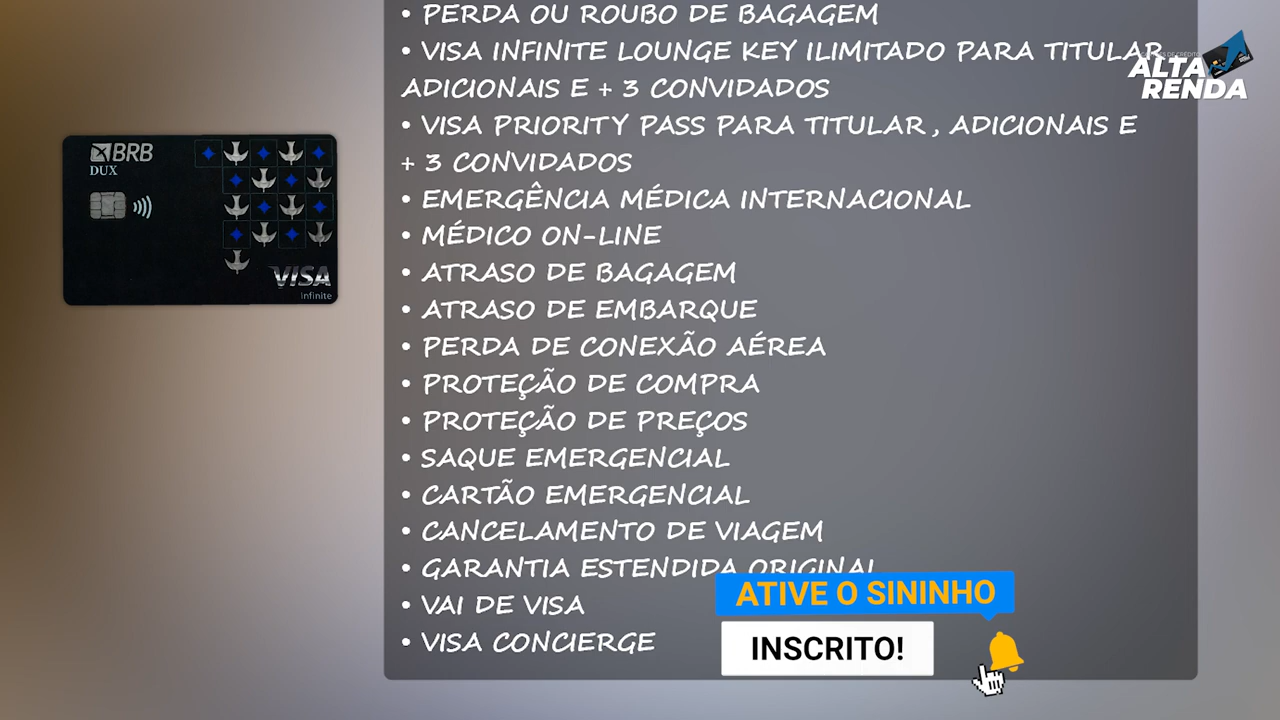 • PERDA OU ROUBO DE BAGAGEM
• VISA INFINITE LOUNGE KEY ILIMITADO PARA TITULAR
ADICIONAIS E + 3 CONVIDADOS
• VISA PRIORITY PASS PARA TITULAR, ADICIONAIS E
+ 3 CONVIDADOS
• EMERGÊNCIA MÉDICA INTERNACIONAL
• MÉDICO ON-LINE
• ATRASO DE BAGAGEM
• ATRASO DE EMBARQUE
• PERDA DE CONEXÃO AÉREA
• PROTEÇÃO DE COMPRA
• PROTEÇÃO DE PREÇOS
• SAQUE EMERGENCIAL
• CARTÃO EMERGENCIAL
• CANCELAMENTO DE VIAGEM
• GARANTIA ESTENDIDA ORIGINAL
• VAI DE VISA
• VISA CONCIERGE
ALTA
RENDA
BRB
DUX
VISA
Infinite
ATIVE O SININHO
INSCRITO!